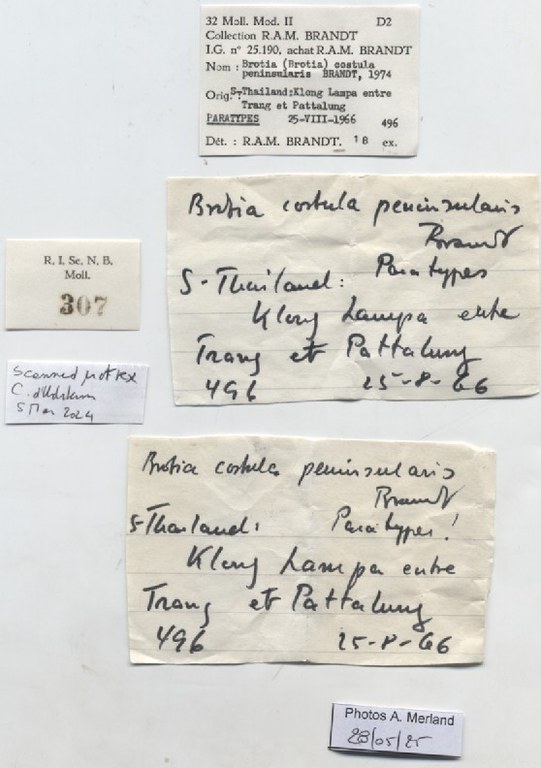 32 Moll. Mod. II D2
Collection R.A.M. BRANDT
I.G. n° 25.190, achat R.A.M. BRANDT
Nom : Brotia (Brotia) costula
peninsularis BRANDT, 1974
Orig. : S-Thailand:Klong Lampa entre
Trang et Pattalung
PARATYPES 25-VIII-1966 496
Dét. : R.A.M. BRANDT. 18 ex.
Brotia costula peninsularis
Brandt
Paratypes
S-Thailand:
Klong Lampa entre
Trang et Pattalung
496 25-8-66
R. I. Sc. N. B.
Moll.
307
Scanned
C.
5 Mar 2024
Brotia costula peninsularis
Brandt
S-Thailand: Paratypes!
Klong Lampa entre
Trang et Pattalung
496 25-8-66
Photos A. Merland
28/05/25